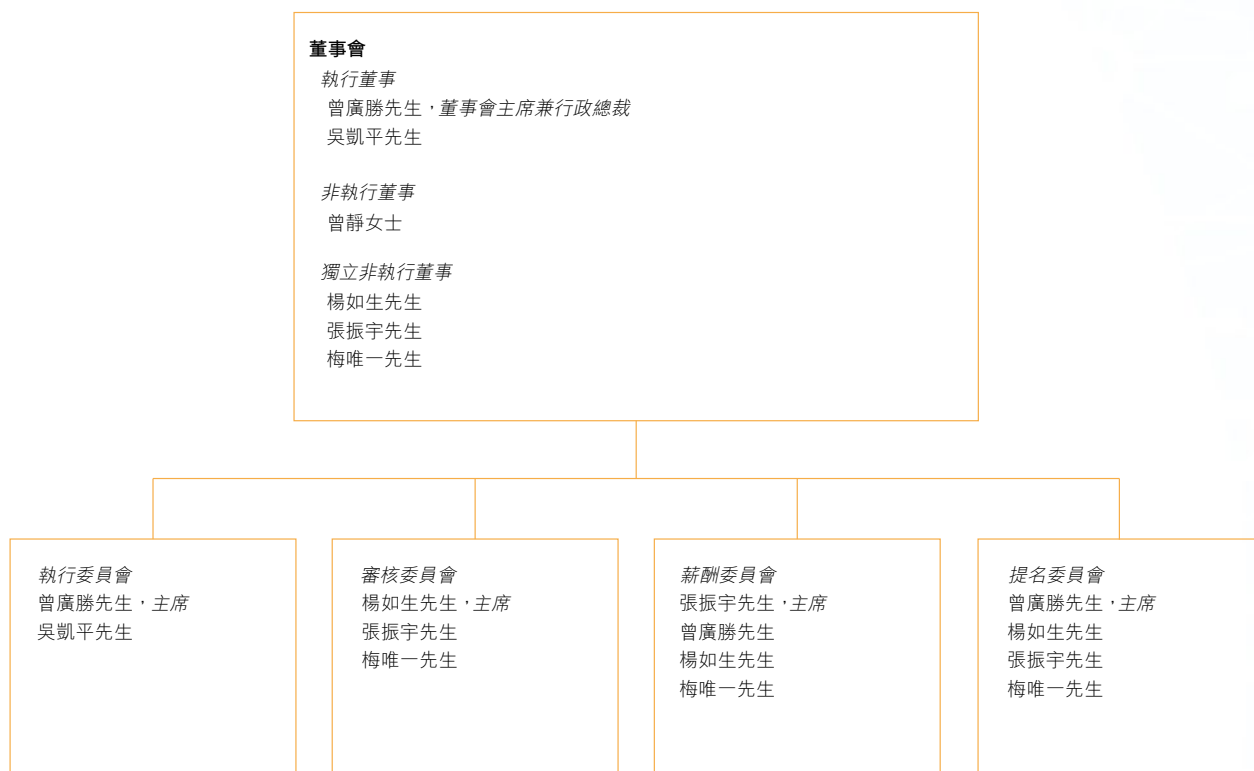 董事會
執行董事
曾廣勝先生，董事會主席兼行政總裁
吳凱平先生
非執行董事
曾靜女士
獨立非執行董事
楊如生先生
張振宇先生
梅唯一先生
執行委員會
曾廣勝先生，主席
吳凱平先生
審核委員會
楊如生先生，主席
張振宇先生
梅唯一先生
薪酬委員會
張振宇先生，主席
曾廣勝先生
楊如生先生
梅唯一先生
提名委員會
曾廣勝先生，主席
楊如生先生
張振宇先生
梅唯一先生